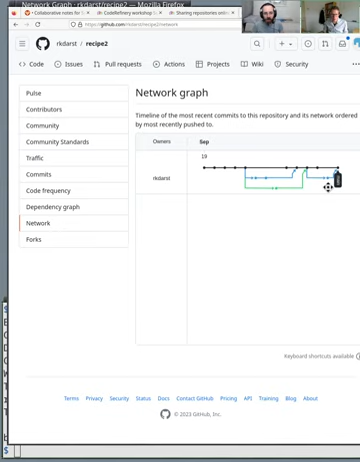 Network Graph · rkdarst/recipe2 — Mozilla Firefox
Collaborative notes for
CodeRefinery workshop
Sharing repositories onlin
https://github.com/rkdarst/recipe2/network
rkdarst / recipe2
Code
Issues
Pull requests
Actions
Projects
Wiki
Security
Pulse
Contributors
Community
Community Standards
Traffic
Commits
Code frequency
Dependency graph
Network
Forks
Network graph
Timeline of the most recent commits to this repository and its network ordered
by most recently pushed to.
Owners
Sep
19
rkdarst
Keyboard shortcuts available
Terms Privacy Security Status Docs Contact GitHub Pricing API Training Blog About
© 2023 GitHub, Inc.